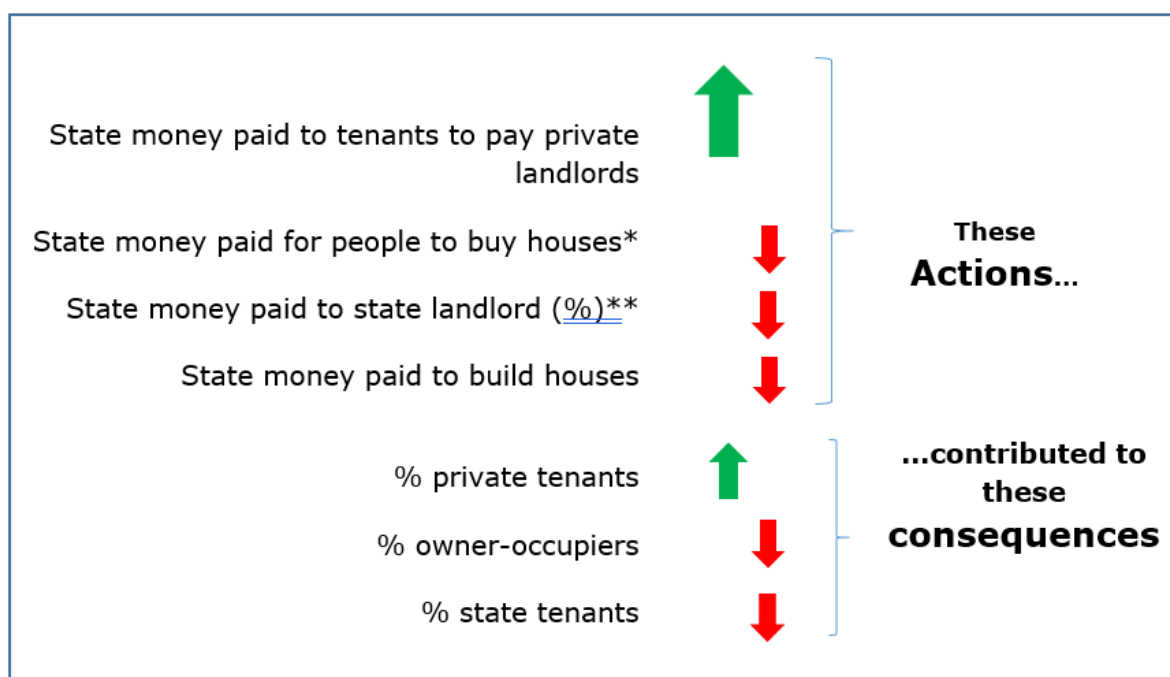 State money paid to tenants to pay private
landlords
State money paid for people to buy houses*
State money paid to state landlord (%)**
State money paid to build houses
These
Actions...
% private tenants
% owner-occupiers
% state tenants
...contributed to
these
consequences